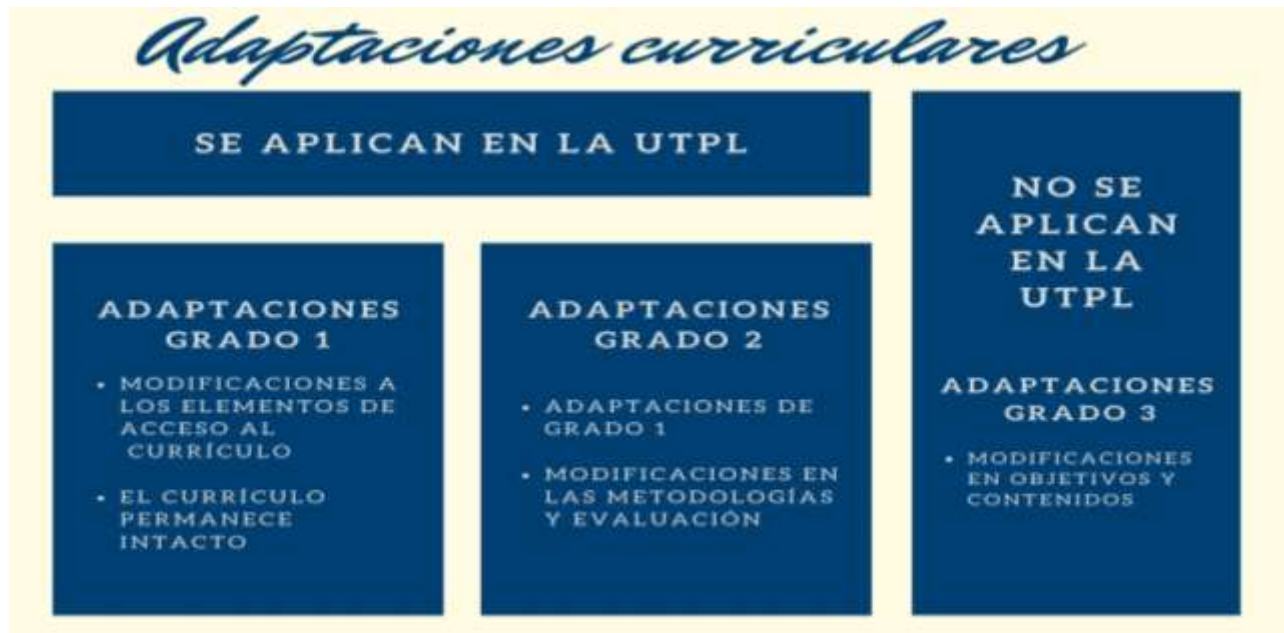 Adaptaciones curriculares
SE APLICAN EN LA UTPL
ADAPTACIONES
GRADO 1
• MODIFICACIONES A
LOS ELEMENTOS DE
ACCESO AL
CURRÍCULO
• EL CURRÍCULO
PERMANECE
INTACTO
ADAPTACIONES
GRADO 2
• ADAPTACIONES DE
GRADO 1
• MODIFICACIONES EN
LAS METODOLOGÍAS
Y EVALUACIÓN
NO SE
APLICAN
EN LA
UTPL
ADAPTACIONES
GRADO 3
• MODIFICACIONES
EN OBJETIVOS Y
CONTENIDOS